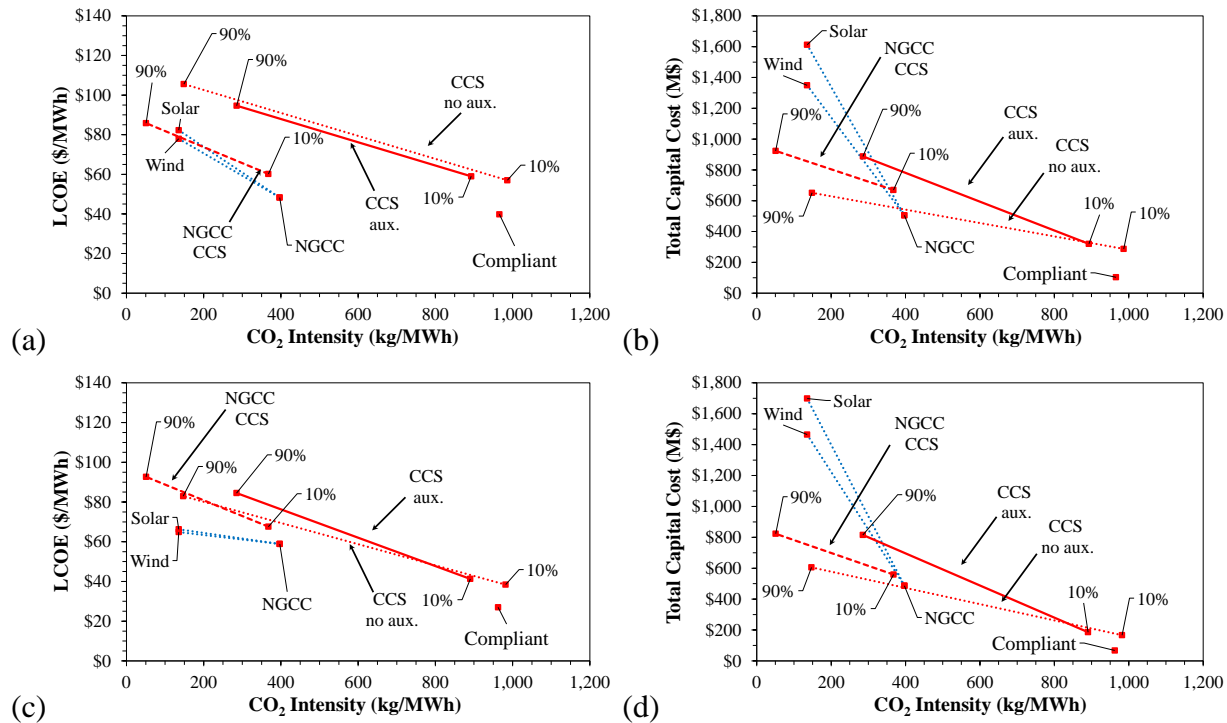 (a)
LCOE ($/MWh)
$140
$120
$100
$80
$60
$40
$20
$0
90%
90%
90%
Solar
Wind
10%
10%
10%
CCS
no aux.
CCS
aux.
NGCC
CCS
NGCC
Compliant
0 200 400 600 800 1,000 1,200
CO2 Intensity (kg/MWh)
(b)
Total Capital Cost (M$)
$1,800
$1,600
$1,400
$1,200
$1,000
$800
$600
$400
$200
$0
Solar
Wind
NGCC
CCS
90%
90%
90%
10%
10%
10%
CCS
aux.
CCS
no aux.
NGCC
Compliant
0 200 400 600 800 1,000 1,200
CO2 Intensity (kg/MWh)
(c)
LCOE ($/MWh)
$140
$120
$100
$80
$60
$40
$20
$0
NGCC
CCS
90%
90%
90%
10%
10%
10%
Solar
Wind
CCS
aux.
CCS
no aux.
NGCC
Compliant
0 200 400 600 800 1,000 1,200
CO2 Intensity (kg/MWh)
(d)
Total Capital Cost (M$)
$1,800
$1,600
$1,400
$1,200
$1,000
$800
$600
$400
$200
$0
Solar
Wind
NGCC
CCS
90%
90%
90%
10%
10%
10%
CCS
aux.
CCS
no aux.
NGCC
Compliant
0 200 400 600 800 1,000 1,200
CO2 Intensity (kg/MWh)